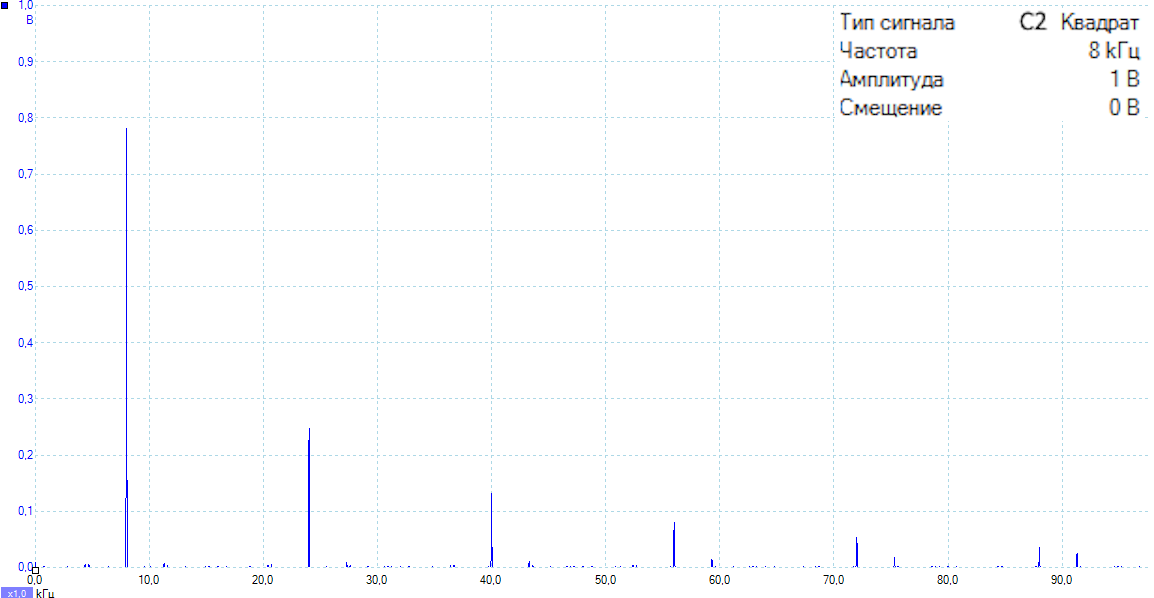 1,0
В
0,9
0,8
0,7
0,6
0,5
0,4
0,3
0,2
0,1
0,0
Тип сигнала C2 Квадрат
Частота 8 kГц
Амплитуда 1 В
Смещение 0 В
0,0 10,0 20,0 30,0 40,0 50,0 60,0 70,0 80,0 90,0
x1,0 kГц